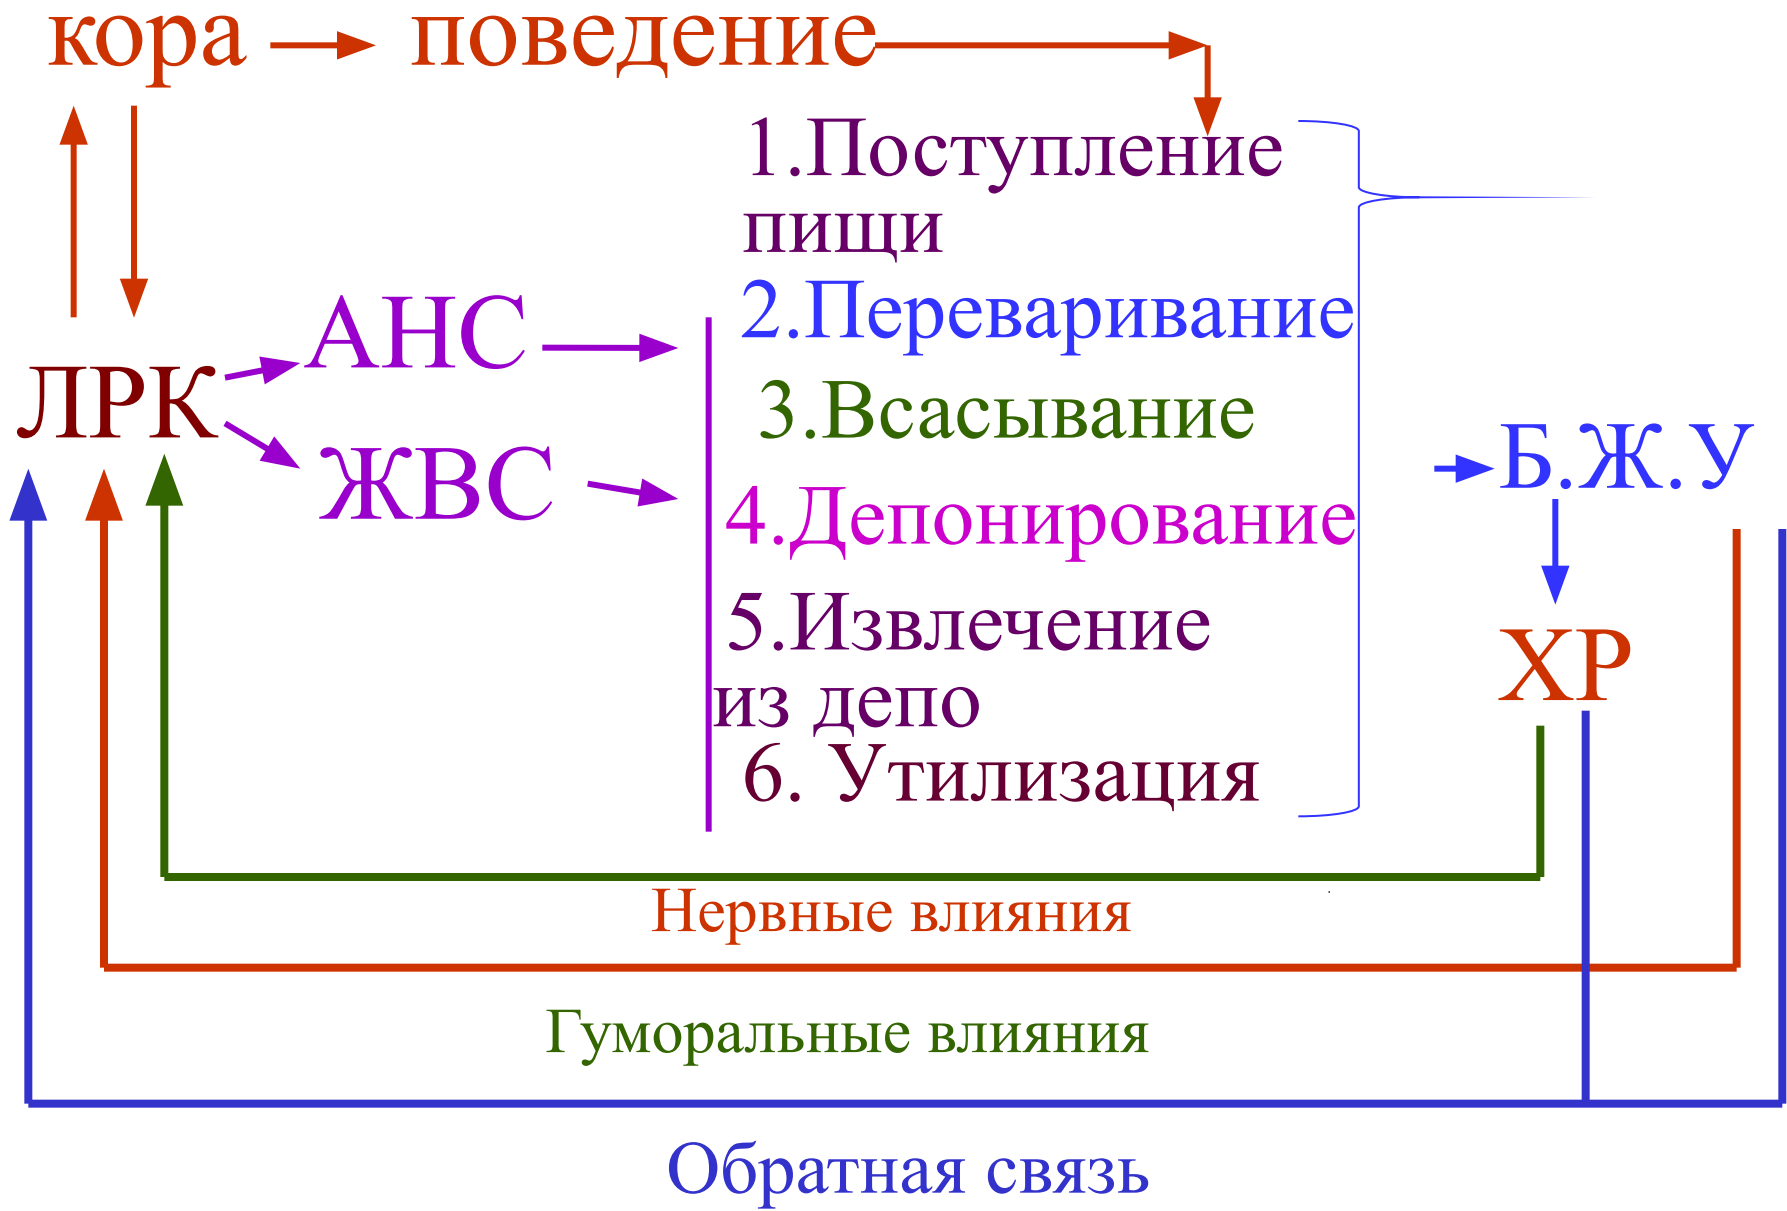 кора поведение
1.Поступление
пищи
2.Переваривание
АНС
ЛРК
3.Всасывание
ЖВС
Б.Ж.У
4.Депонирование
5.Извлечение
из депо
ХР
6. Утилизация
Нервные влияния
Гуморальные влияния
Обратная связь